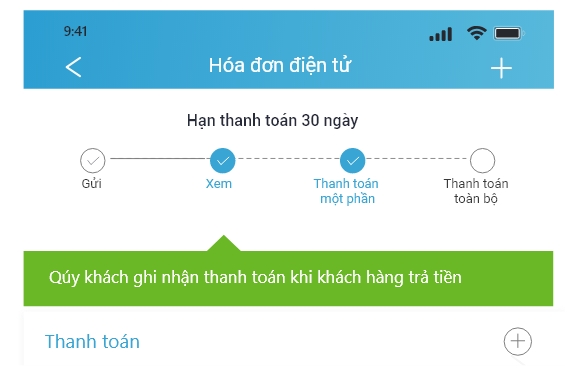 9:41
Hóa đơn điện tử
Hạn thanh toán 30 ngày
Gửi
Xem
Thanh toán
một phần
Thanh toán
toàn bộ
Qúy khách ghi nhận thanh toán khi khách hàng trả tiền
Thanh toán